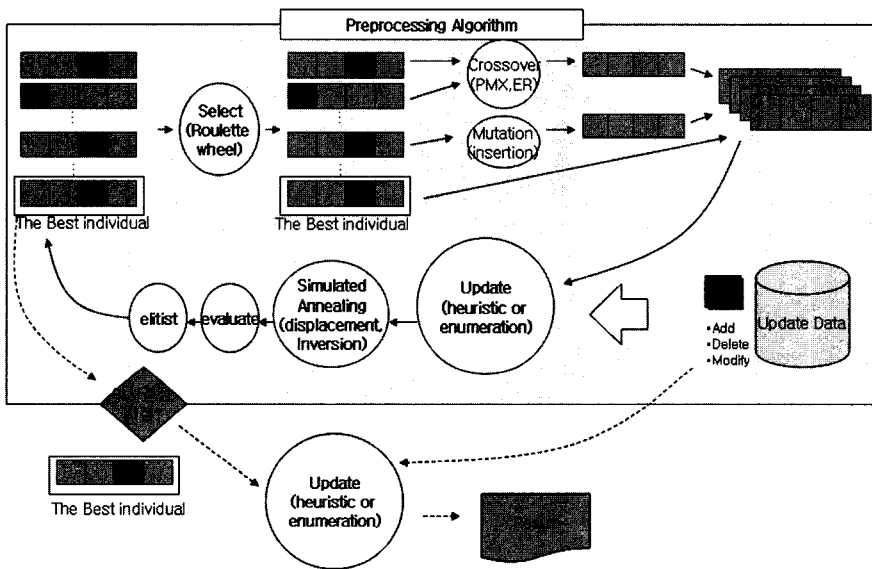 Preprocessing Algorithm
Select
(Roulette
wheel)
Crossover
(PMX,ER)
Mutation
(insertion)
The Best individual
The Best individual
elitist
evaluate
Simulated
Annealing
(displacement,
Inversion)
Update
(heuristic or
enumeration)
•Add
•Delete
•Modify
Update Data
The Best individual
Update
(heuristic or
enumeration)